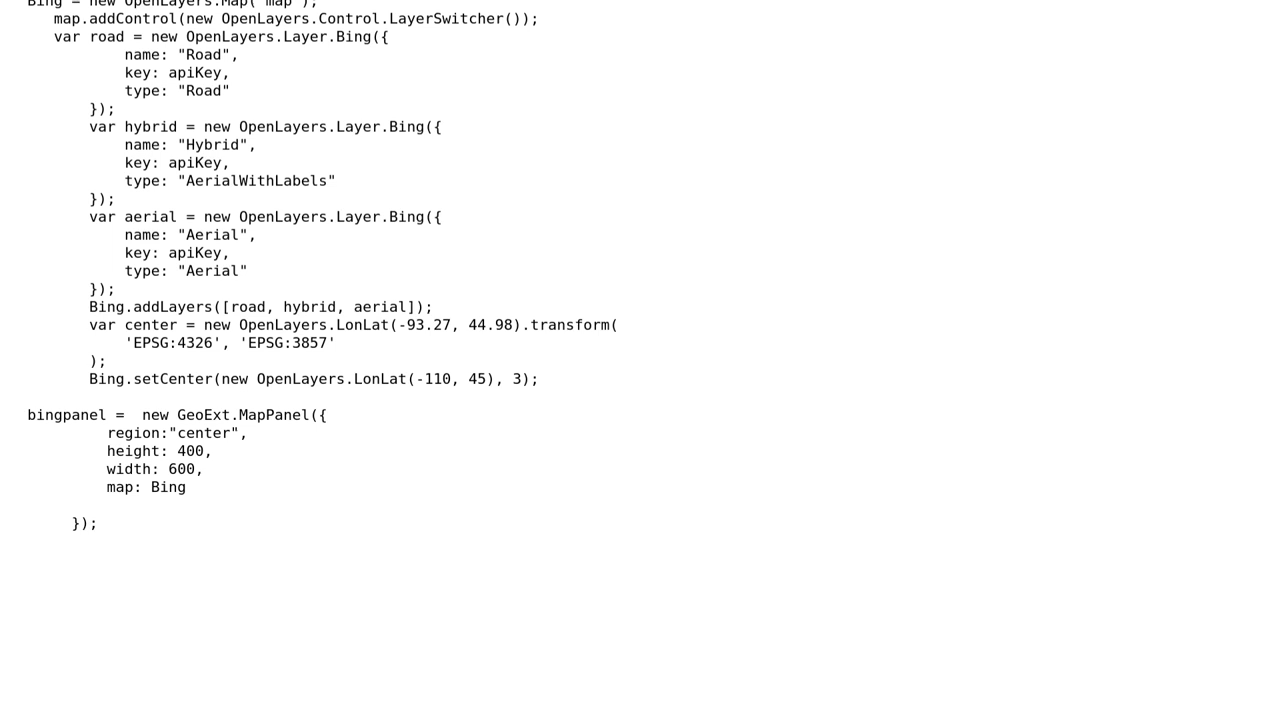 Bing = new OpenLayers.Map('map');
   map.addControl(new OpenLayers.Control.LayerSwitcher());
   var road = new OpenLayers.Layer.Bing({
           name: "Road",
           key: apiKey,
           type: "Road"
       });
       var hybrid = new OpenLayers.Layer.Bing({
           name: "Hybrid",
           key: apiKey,
           type: "AerialWithLabels"
       });
       var aerial = new OpenLayers.Layer.Bing({
           name: "Aerial",
           key: apiKey,
           type: "Aerial"
       });
       Bing.addLayers([road, hybrid, aerial]);
       var center = new OpenLayers.LonLat(-93.27, 44.98).transform(
           'EPSG:4326', 'EPSG:3857'
       );
       Bing.setCenter(new OpenLayers.LonLat(-110, 45), 3);
bingpanel =  new GeoExt.MapPanel({
         region:"center",
         height: 400,
         width: 600,
         map: Bing
     });